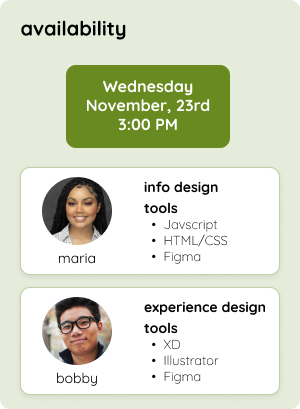 availability
Wednesday
November, 23rd
3:00 PM
info design
tools
• Javscript
• HTML/CSS
• Figma
maria
experience design
tools
• XD
• Illustrator
• Figma
bobby